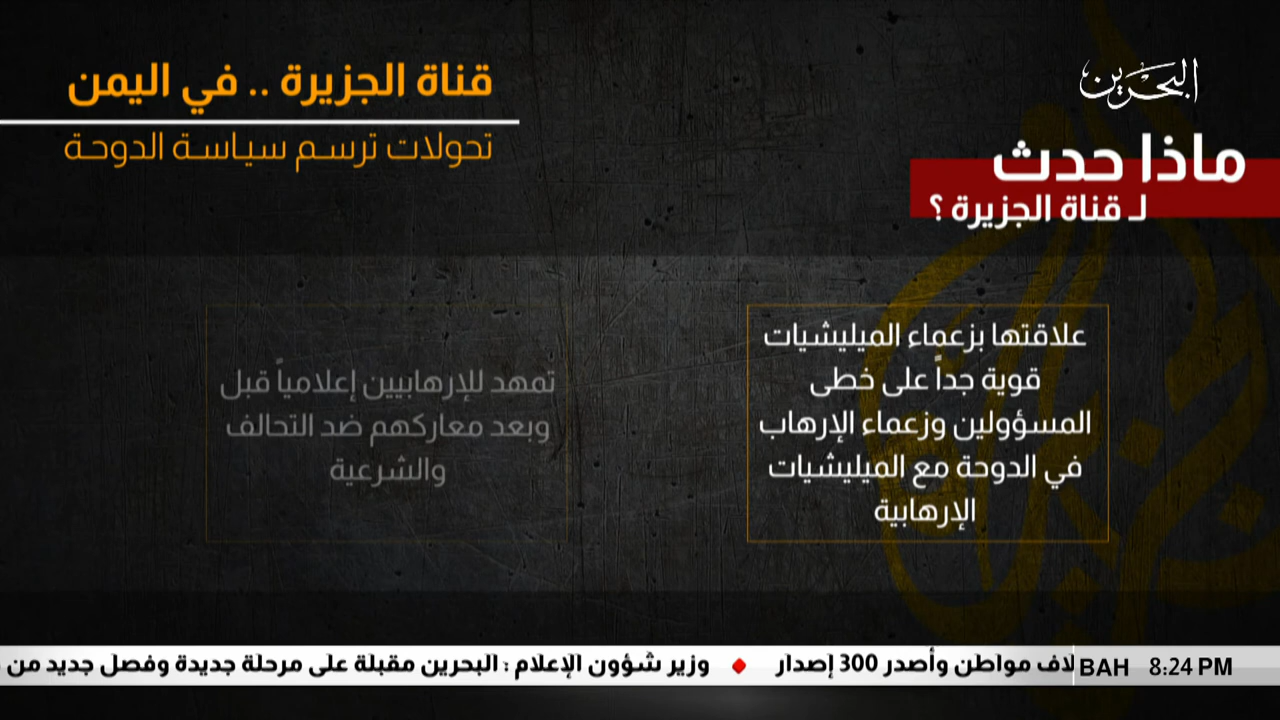 البحرين
ماذا حدث
لـ قناة الجزيرة ؟
قناة الجزيرة .. في اليمن
تحولات ترسم سياسة الدوحة
علاقتها بزعماء الميليشيات
قوية جداً على خطى
المسؤولين وزعماء الإرهاب
في الدوحة مع الميليشيات
الإرهابية
تمهد للإرهابيين إعلامياً قبل
وبعد معاركهم ضد التحالف
والشرعية
BAH 8:24 PM
لاف مواطن وأصدر 300 إصدار ♦ وزير شؤون الإعلام : البحرين مقبلة على مرحلة جديدة وفصل جديد من